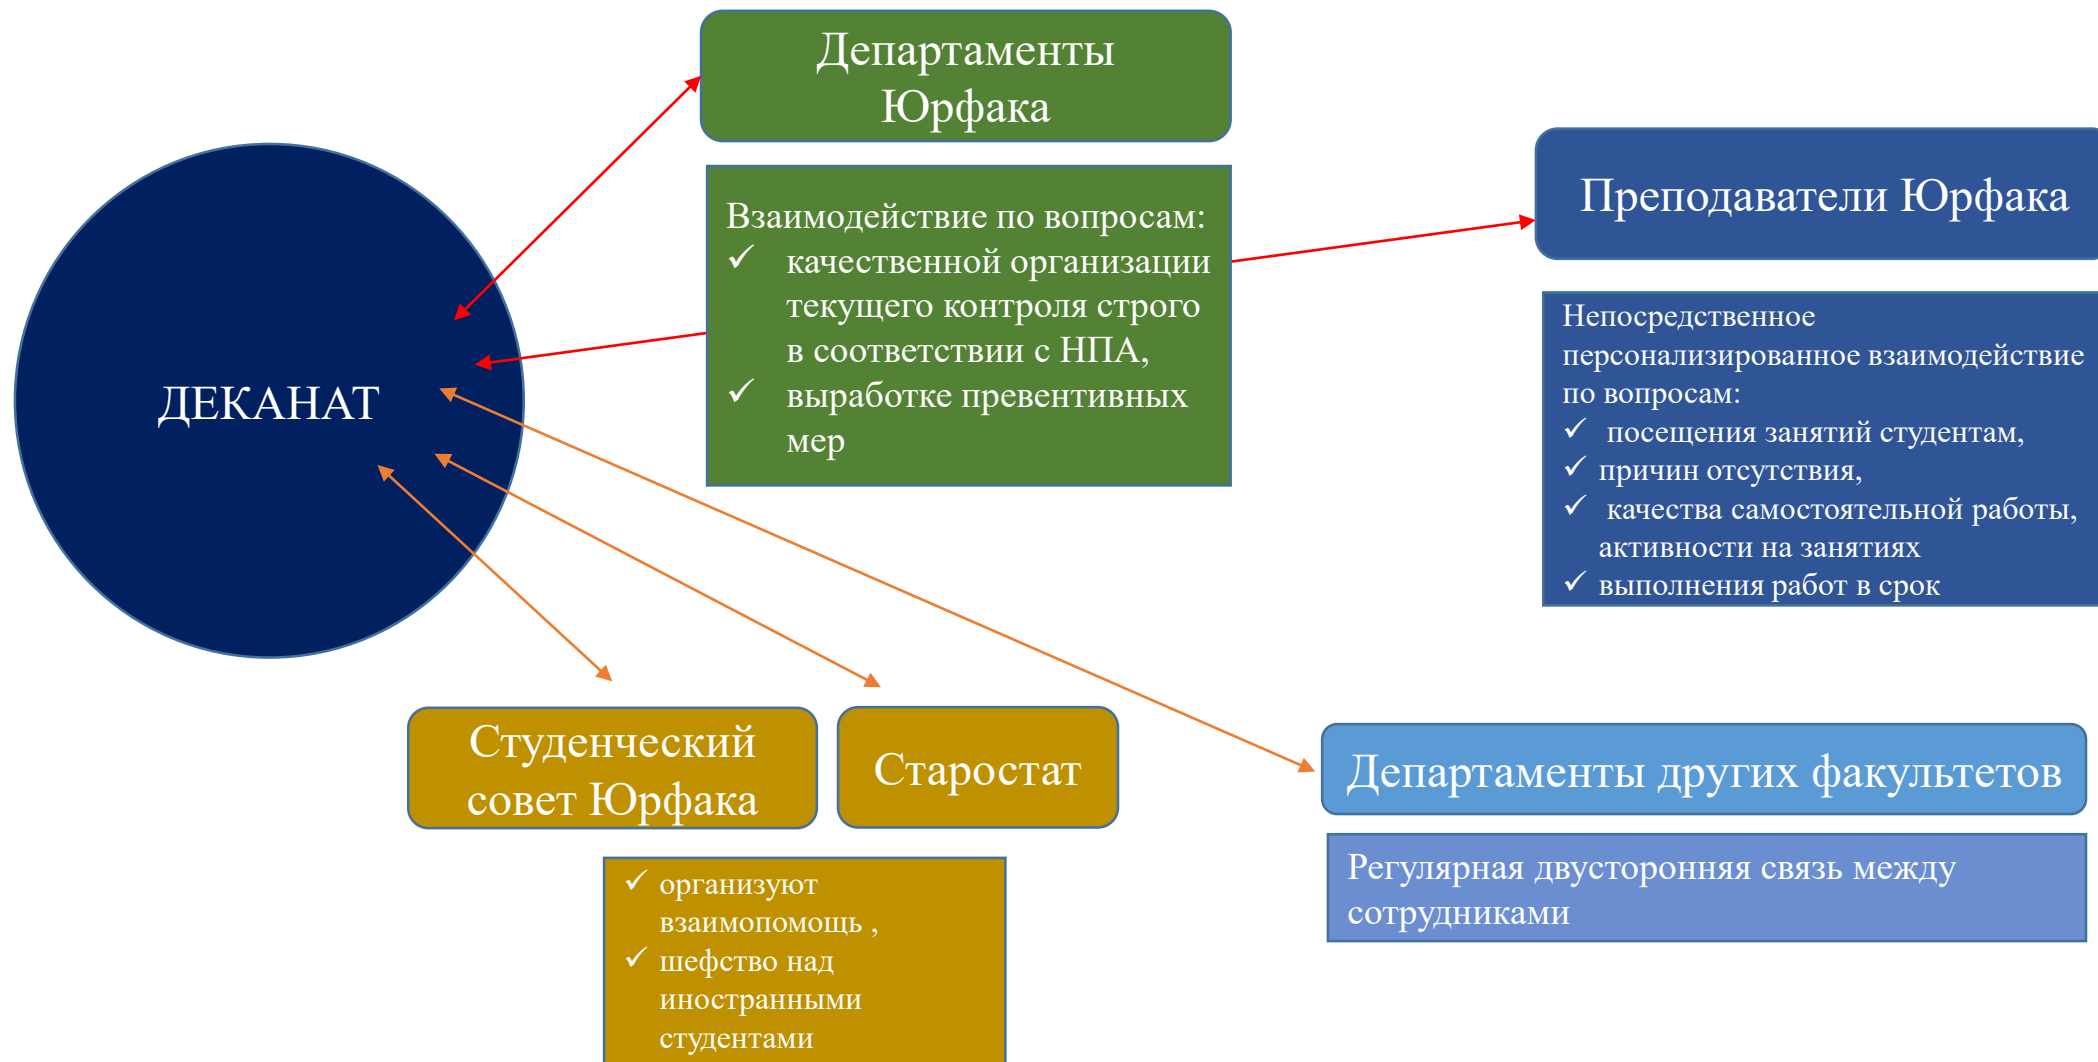 Департаменты
Юрфака
Взаимодействие по вопросам:
✓ качественной организации
текущего контроля строго
в соответствии с НПА,
✓ выработке превентивных
мер
Преподаватели Юрфака
Непосредственное
персонализированное взаимодействие
по вопросам:
✓ посещения занятий студентам,
✓ причин отсутствия,
✓ качества самостоятельной работы,
активности на занятиях
✓ выполнения работ в срок
ДЕКАНАТ
Студенческий
совет Юрфака
Старостат
✓ организуют
взаимопомощь ,
✓ шефство над
иностранными
студентами
Департаменты других факультетов
Регулярная двусторонняя связь между
сотрудниками